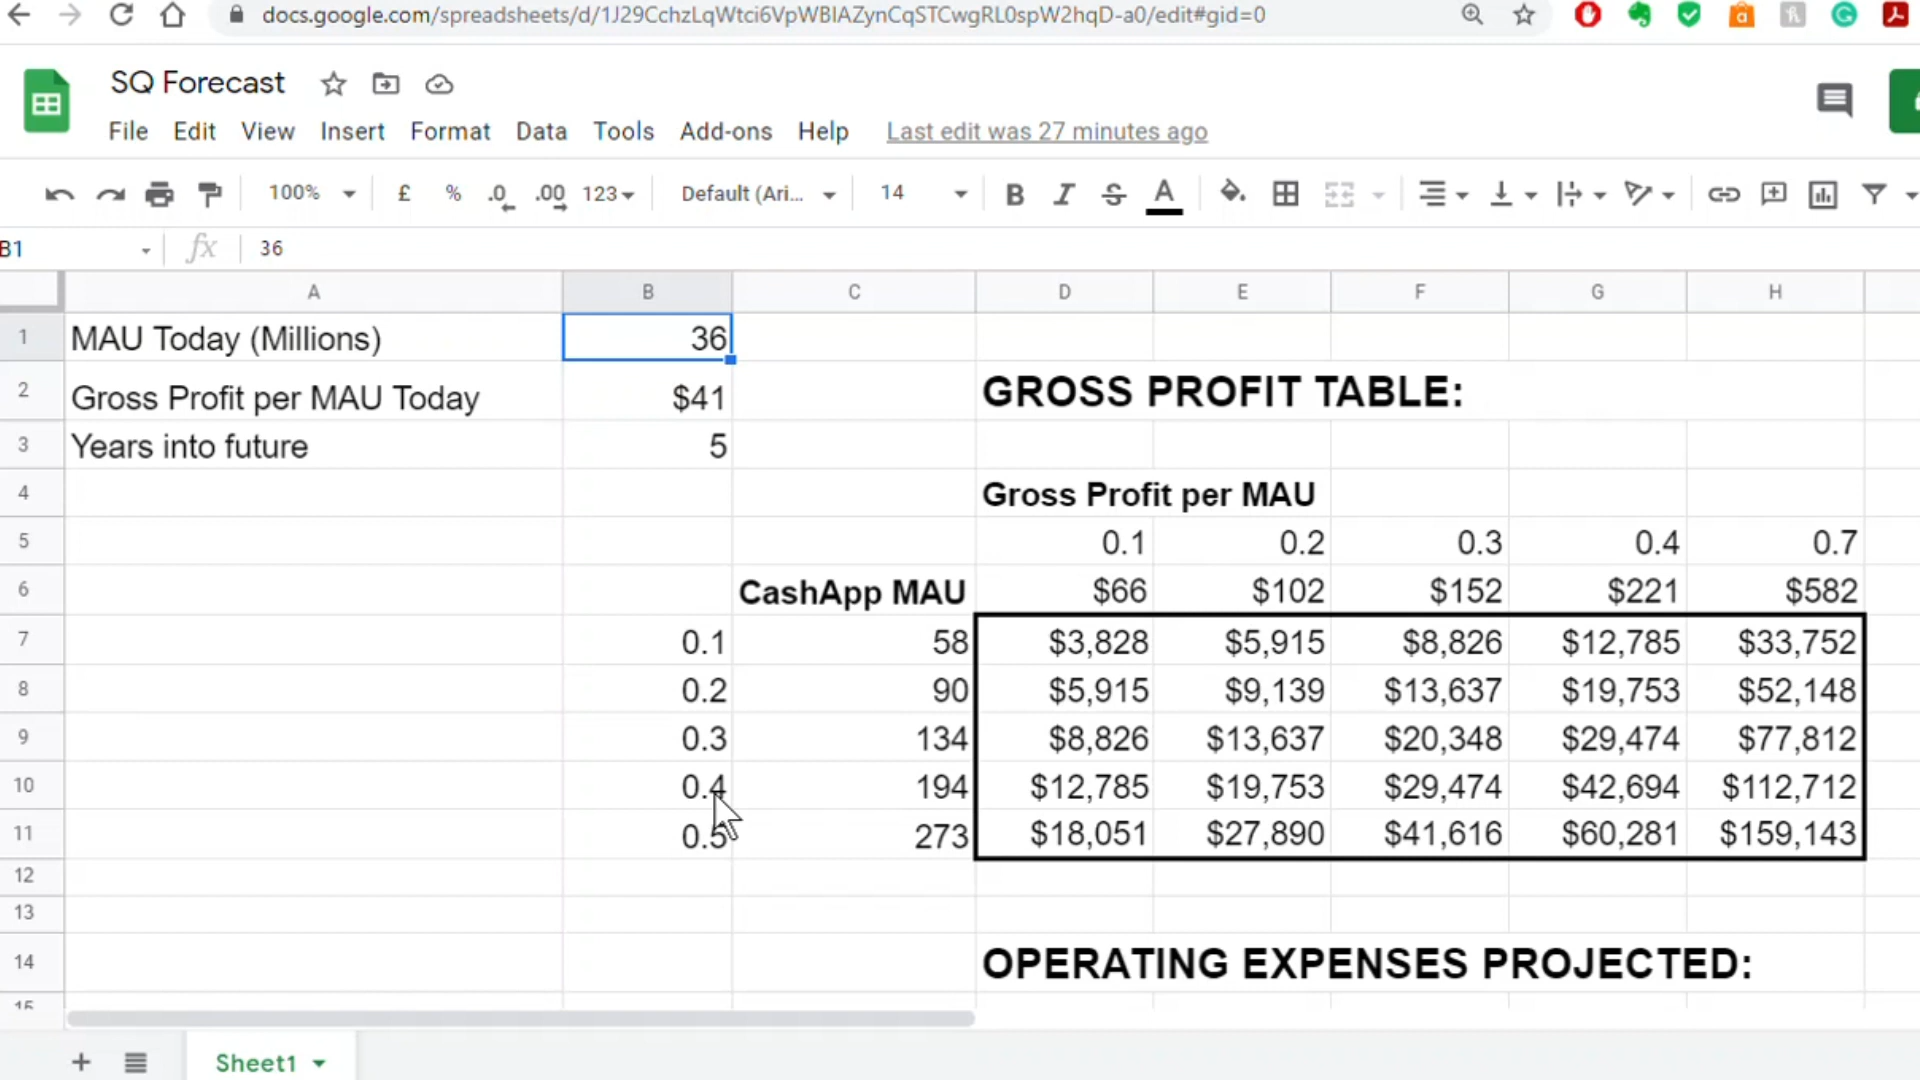 docs.google.com/spreadsheets/d/1J29CchzLqWtci6VpWBIAZynCqSTCwgRL0spW2hqD-a0/edit#gid=0
SQ Forecast
File Edit View Insert Format Data Tools Add-ons Help Last edit was 27 minutes ago
100% £ % .0 .00 123 Default (Ari... 14 B I S A
B1 fx 36
A B C D E F G H
1 MAU Today (Millions) 36
2 Gross Profit per MAU Today $41 GROSS PROFIT TABLE:
3 Years into future 5
4 Gross Profit per MAU
5 0.1 0.2 0.3 0.4 0.7
6 CashApp MAU $66 $102 $152 $221 $582
7 0.1 58 $3,828 $5,915 $8,826 $12,785 $33,752
8 0.2 90 $5,915 $9,139 $13,637 $19,753 $52,148
9 0.3 134 $8,826 $13,637 $20,348 $29,474 $77,812
10 0.4 194 $12,785 $19,753 $29,474 $42,694 $112,712
11 0.5 273 $18,051 $27,890 $41,616 $60,281 $159,143
12
13
14 OPERATING EXPENSES PROJECTED:
15
Sheet1